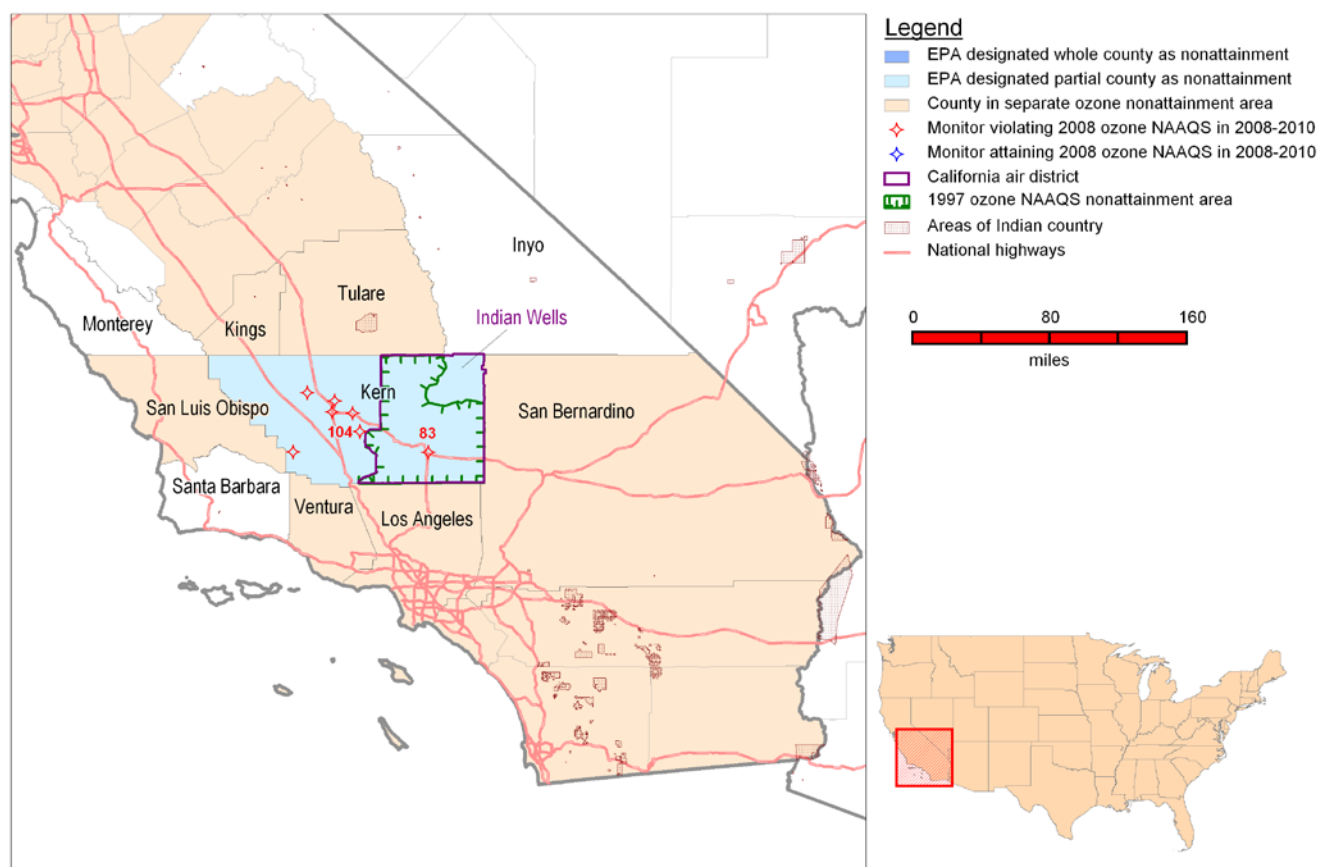 Legend
EPA designated whole county as nonattainment
EPA designated partial county as nonattainment
County in separate ozone nonattainment area
Monitor violating 2008 ozone NAAQS in 2008-2010
Monitor attaining 2008 ozone NAAQS in 2008-2010
California air district
1997 ozone NAAQS nonattainment area
Areas of Indian country
National highways
0 80 160
miles
Inyo
Tulare
Indian Wells
Monterey
Kings
Kern
San Luis Obispo
San Bernardino
104
83
Santa Barbara
Ventura
Los Angeles